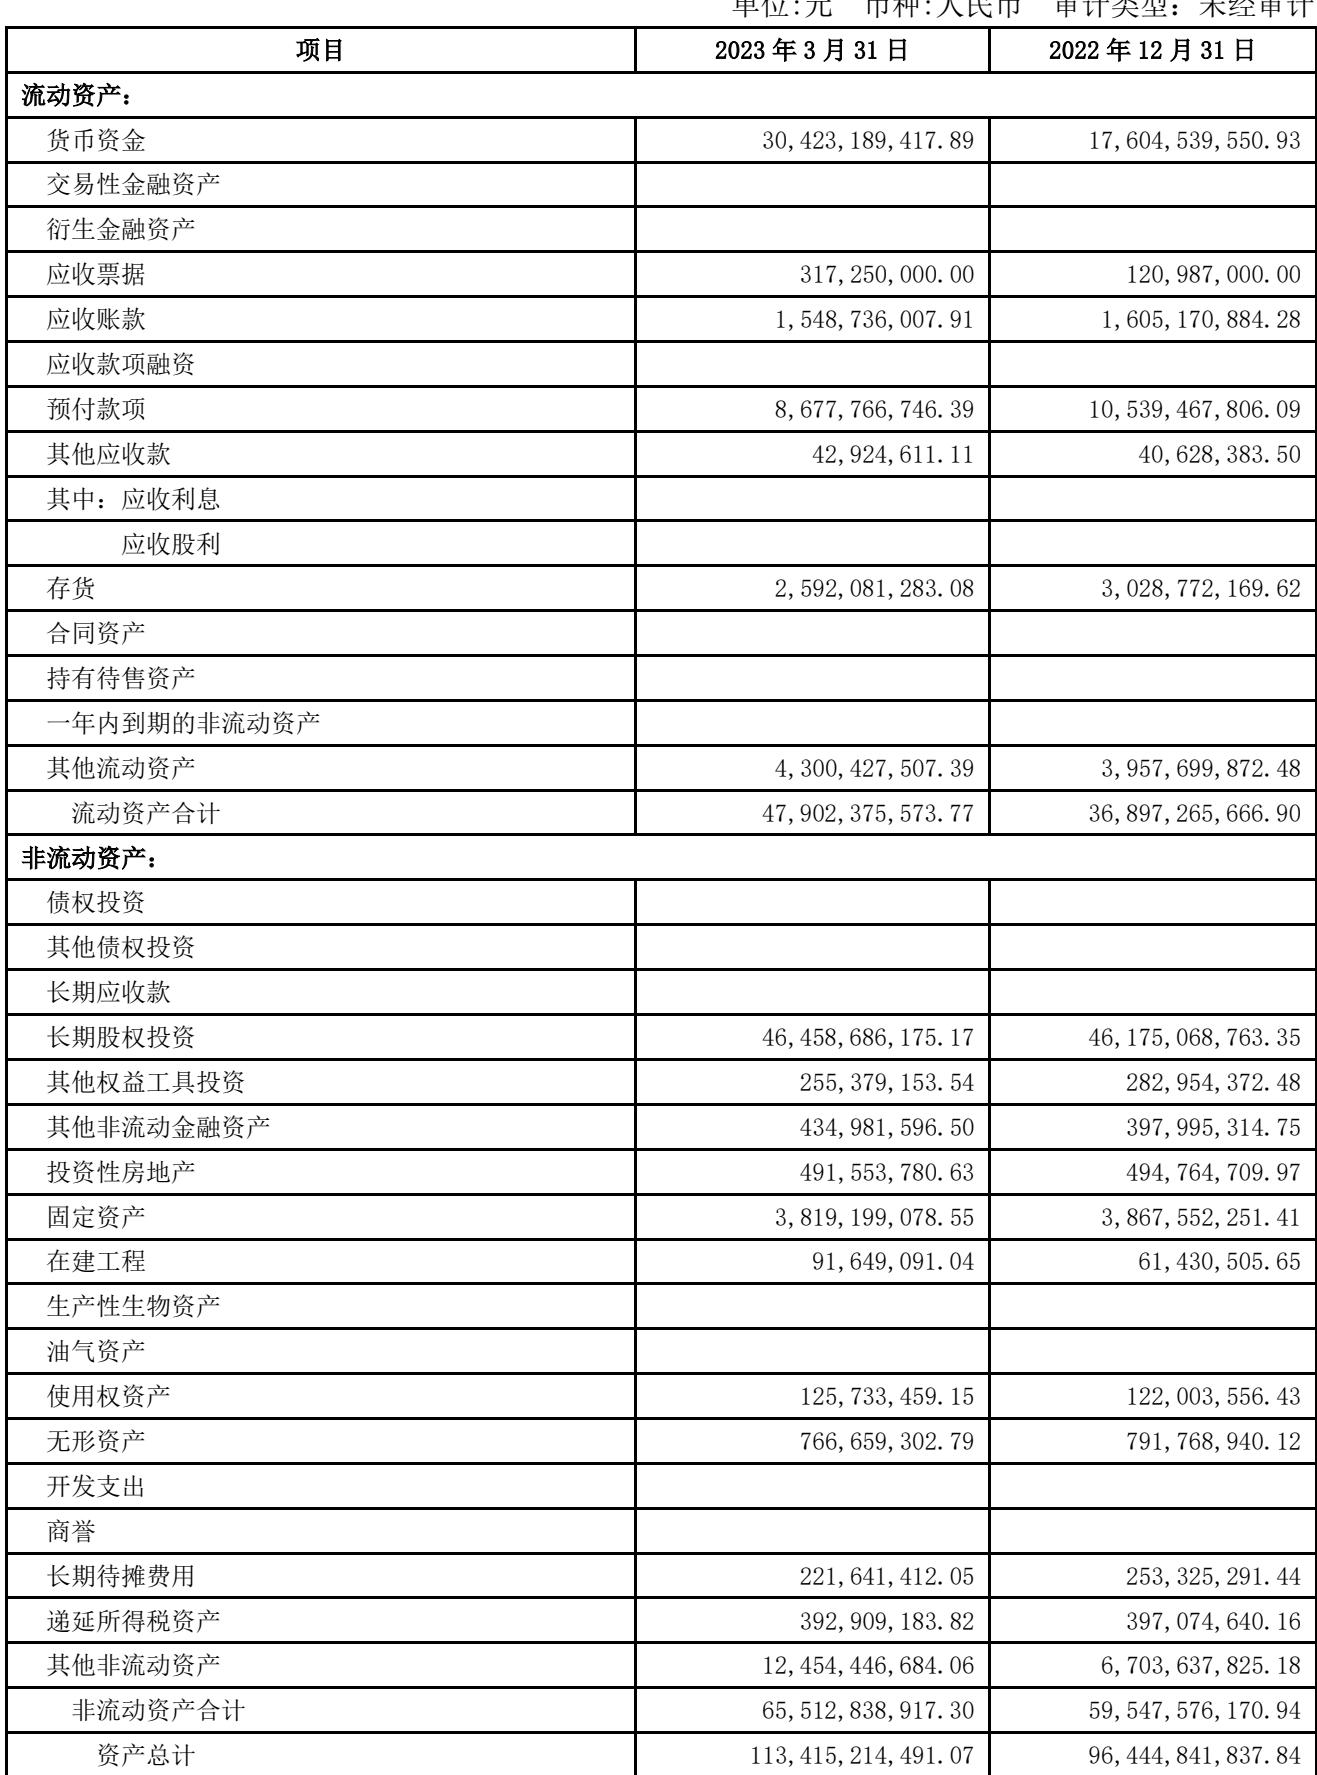 单位:元 币种:人民币 审计类型：未经审计
项目 2023 年 3 月 31 日 2022 年 12 月 31 日
流动资产：
货币资金 30,423,189,417.89 17,604,539,550.93
交易性金融资产
衍生金融资产
应收票据 317,250,000.00 120,987,000.00
应收账款 1,548,736,007.91 1,605,170,884.28
应收款项融资
预付款项 8,677,766,746.39 10,539,467,806.09
其他应收款 42,924,611.11 40,628,383.50
其中：应收利息
应收股利
存货 2,592,081,283.08 3,028,772,169.62
合同资产
持有待售资产
一年内到期的非流动资产
其他流动资产 4,300,427,507.39 3,957,699,872.48
流动资产合计 47,902,375,573.77 36,897,265,666.90
非流动资产：
债权投资
其他债权投资
长期应收款
长期股权投资 46,458,686,175.17 46,175,068,763.35
其他权益工具投资 255,379,153.54 282,954,372.48
其他非流动金融资产 434,981,596.50 397,995,314.75
投资性房地产 491,553,780.63 494,764,709.97
固定资产 3,819,199,078.55 3,867,552,251.41
在建工程 91,649,091.04 61,430,505.65
生产性生物资产
油气资产
使用权资产 125,733,459.15 122,003,556.43
无形资产 766,659,302.79 791,768,940.12
开发支出
商誉
长期待摊费用 221,641,412.05 253,325,291.44
递延所得税资产 392,909,183.82 397,074,640.16
其他非流动资产 12,454,446,684.06 6,703,637,825.18
非流动资产合计 65,512,838,917.30 59,547,576,170.94
资产总计 113,415,214,491.07 96,444,841,837.84